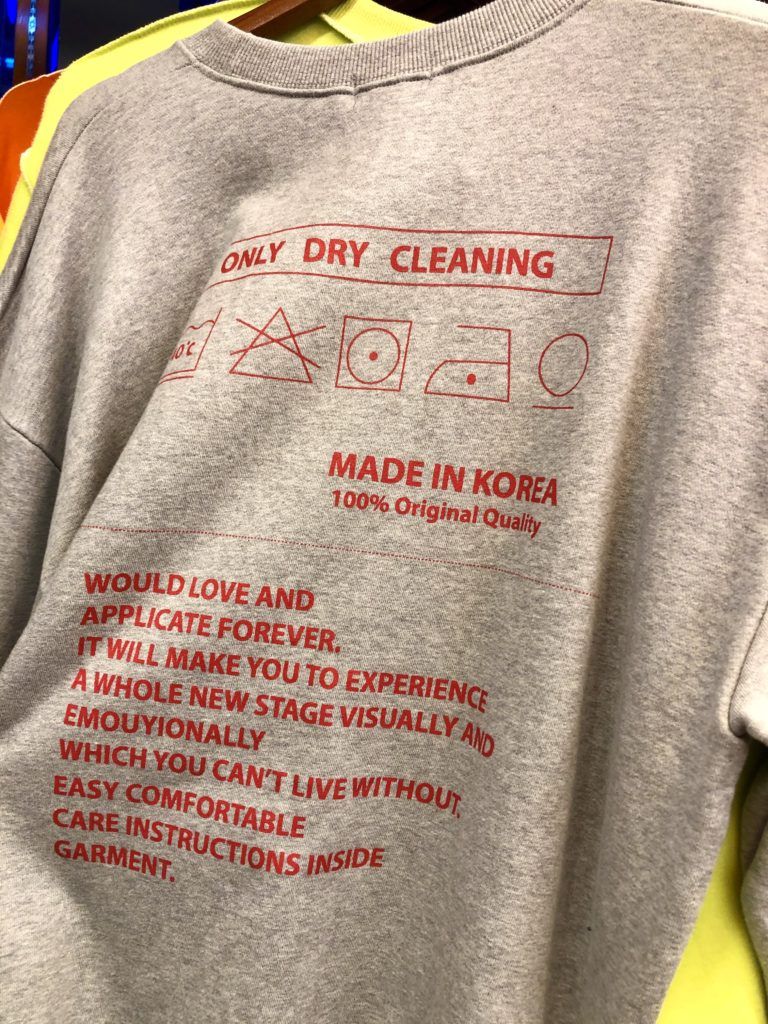 ONLY DRY CLEANING
MADE IN KOREA
100% Original Quality
WOULD LOVE AND
APPLICATE FOREVER.
IT WILL MAKE YOU TO EXPERIENCE
A WHOLE NEW STAGE VISUALLY AND
EMOUYIONALLY
WHICH YOU CAN'T LIVE WITHOUT,
EASY COMFORTABLE
CARE INSTRUCTIONS INSIDE
GARMENT.